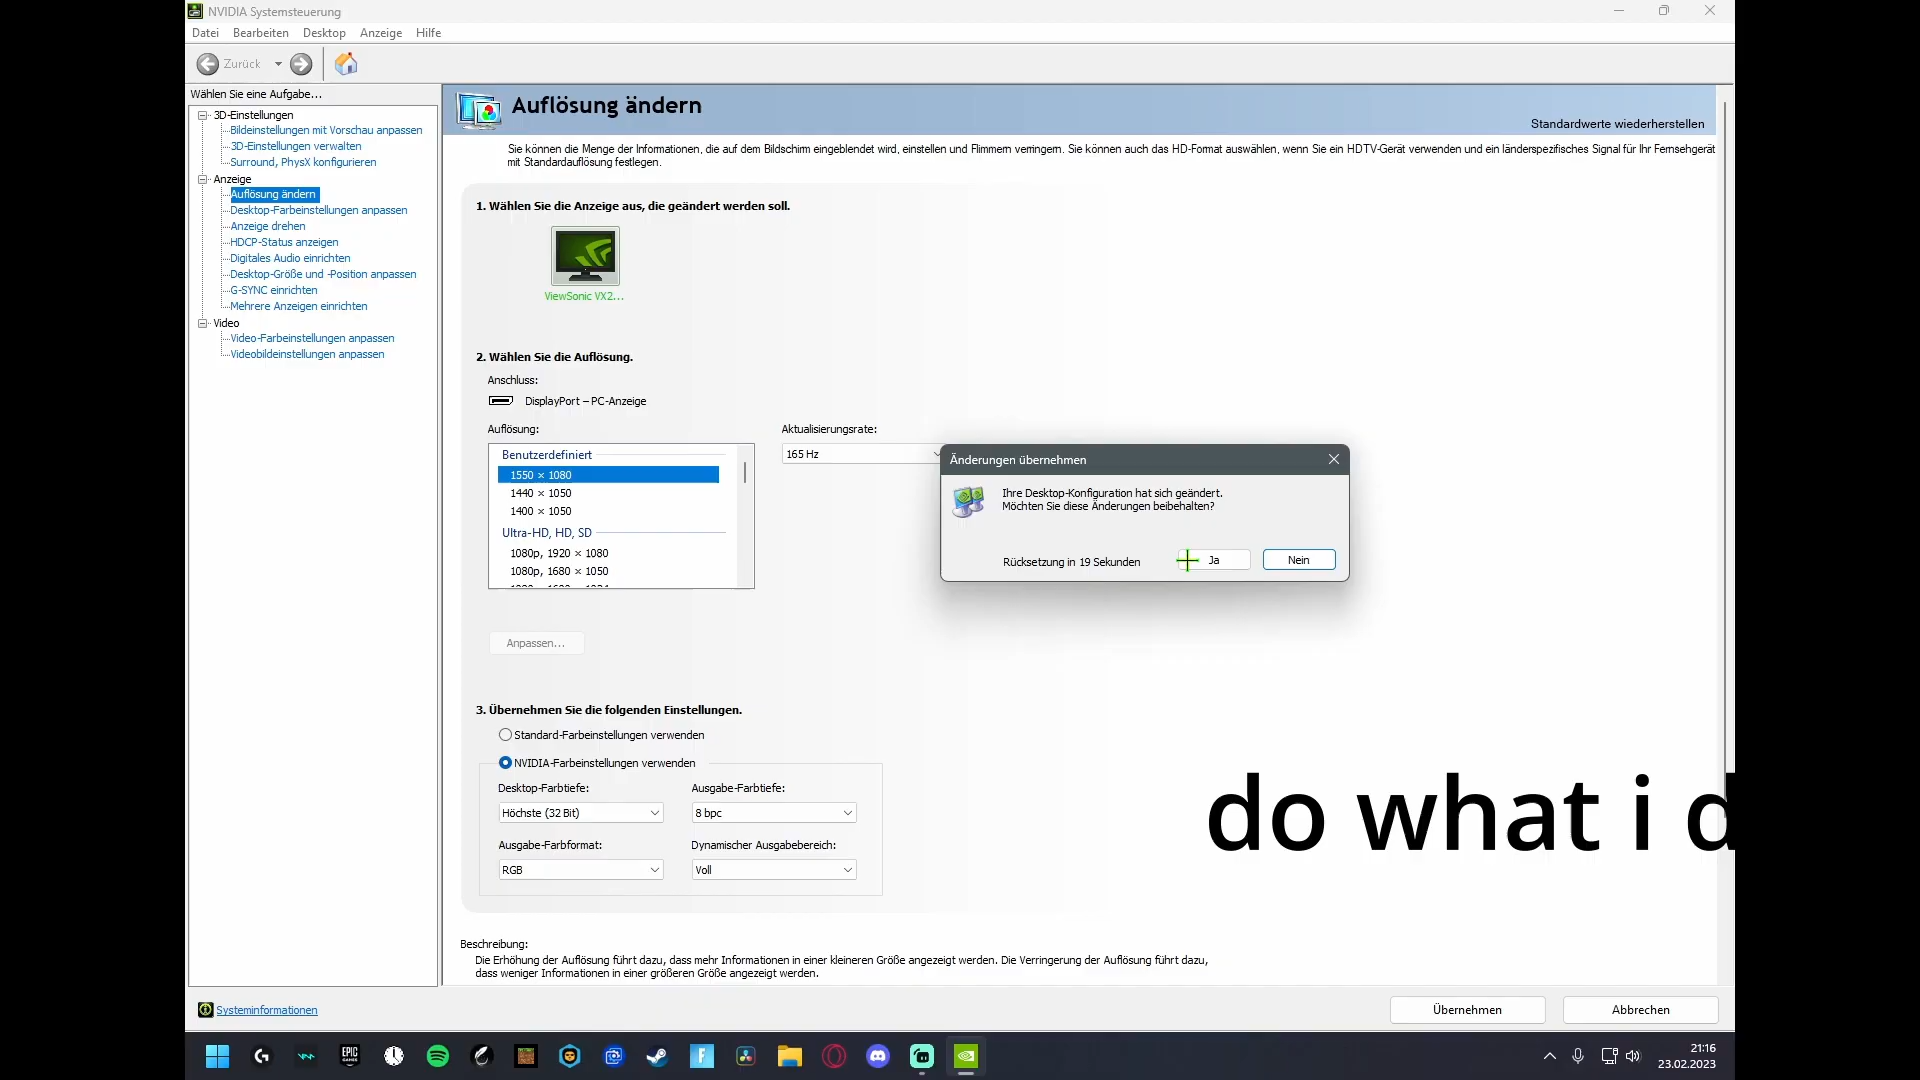 NVIDIA Systemsteuerung
Datei Bearbeiten Desktop Anzeige Hilfe
Zurück
Wählen Sie eine Aufgabe...
3D-Einstellungen
Bildeinstellungen mit Vorschau anpassen
3D-Einstellungen verwalten
Surround, PhysX konfigurieren
Anzeige
Auflösung ändern
Desktop-Farbeinstellungen anpassen
Anzeige drehen
HDCP-Status anzeigen
Digitales Audio einrichten
Desktop-Größe und -Position anpassen
G-SYNC einrichten
Mehrere Anzeigen einrichten
Video
Video-Farbeinstellungen anpassen
Videobildeinstellungen anpassen
Auflösung ändern
Standardwerte wiederherstellen
Sie können die Menge der Informationen, die auf dem Bildschirm eingeblendet wird, einstellen und Flimmern verringern. Sie können auch das HD-Format auswählen, wenn Sie ein HDTV-Gerät verwenden und ein länderspezifisches Signal für Ihr Fernsehgerät
mit Standardauflösung festlegen.
1. Wählen Sie die Anzeige aus, die geändert werden soll.
ViewSonic VX2...
2. Wählen Sie die Auflösung.
Anschluss:
DisplayPort – PC-Anzeige
Auflösung:
Benutzerdefiniert
1550 × 1080
1440 × 1050
1400 × 1050
Ultra-HD, HD, SD
1080p, 1920 × 1080
1080p, 1680 × 1050
Aktualisierungsrate:
165 Hz
Änderungen übernehmen
Ihre Desktop-Konfiguration hat sich geändert.
Möchten Sie diese Änderungen beibehalten?
Rücksetzung in 19 Sekunden
Ja
Nein
Anpassen...
3. Übernehmen Sie die folgenden Einstellungen.
Standard-Farbeinstellungen verwenden
NVIDIA-Farbeinstellungen verwenden
Desktop-Farbtiefe: Ausgabe-Farbtiefe:
Höchste (32 Bit) 8 bpc
Ausgabe-Farbformat: Dynamischer Ausgabebereich:
RGB Voll
do what i d
Beschreibung:
Die Erhöhung der Auflösung führt dazu, dass mehr Informationen in einer kleineren Größe angezeigt werden. Die Verringerung der Auflösung führt dazu,
dass weniger Informationen in einer größeren Größe angezeigt werden.
Systeminformationen
Übernehmen
Abbrechen
EPIC GAMES
21:16
23.02.2023